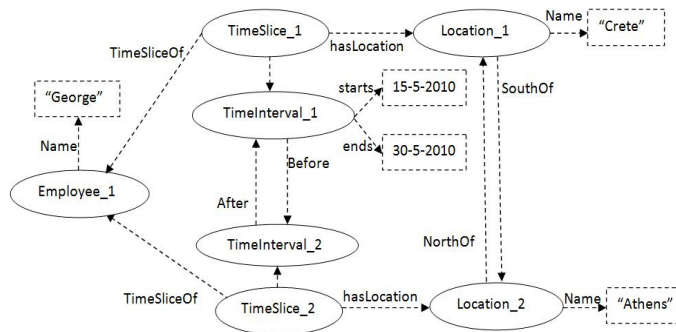 TimeSlice_1
hasLocation
Location_1
Name
"Crete"
TimeSliceOf
"George"
Name
Employee_1
TimeInterval_1
starts
15-5-2010
ends
30-5-2010
SouthOf
Before
After
TimeInterval_2
NorthOf
TimeSliceOf
TimeSlice_2
hasLocation
Location_2
Name
"Athens"